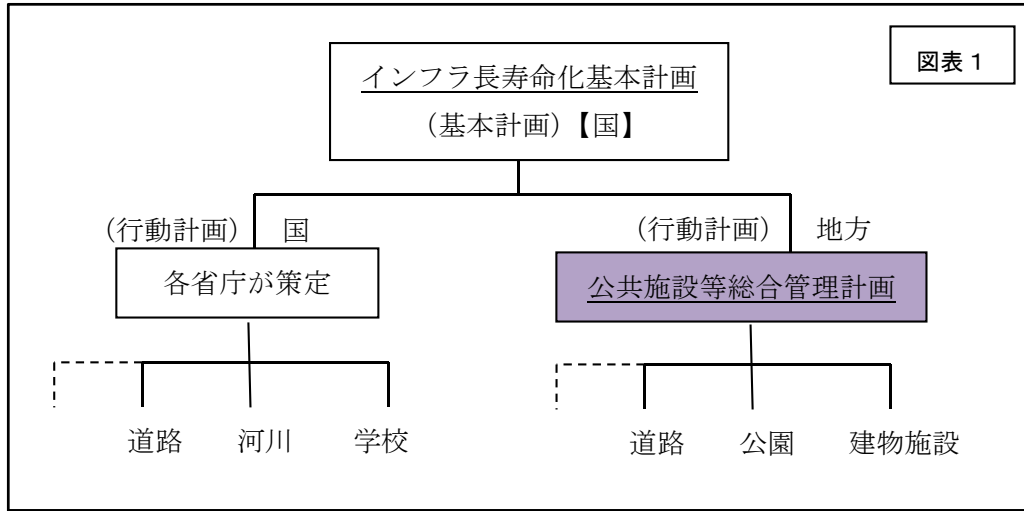 図表1
インフラ長寿命化基本計画
(基本計画)【国】
(行動計画) 国
(行動計画) 地方
各省庁が策定
公共施設等総合管理計画
道路 河川 学校
道路 公園 建物施設